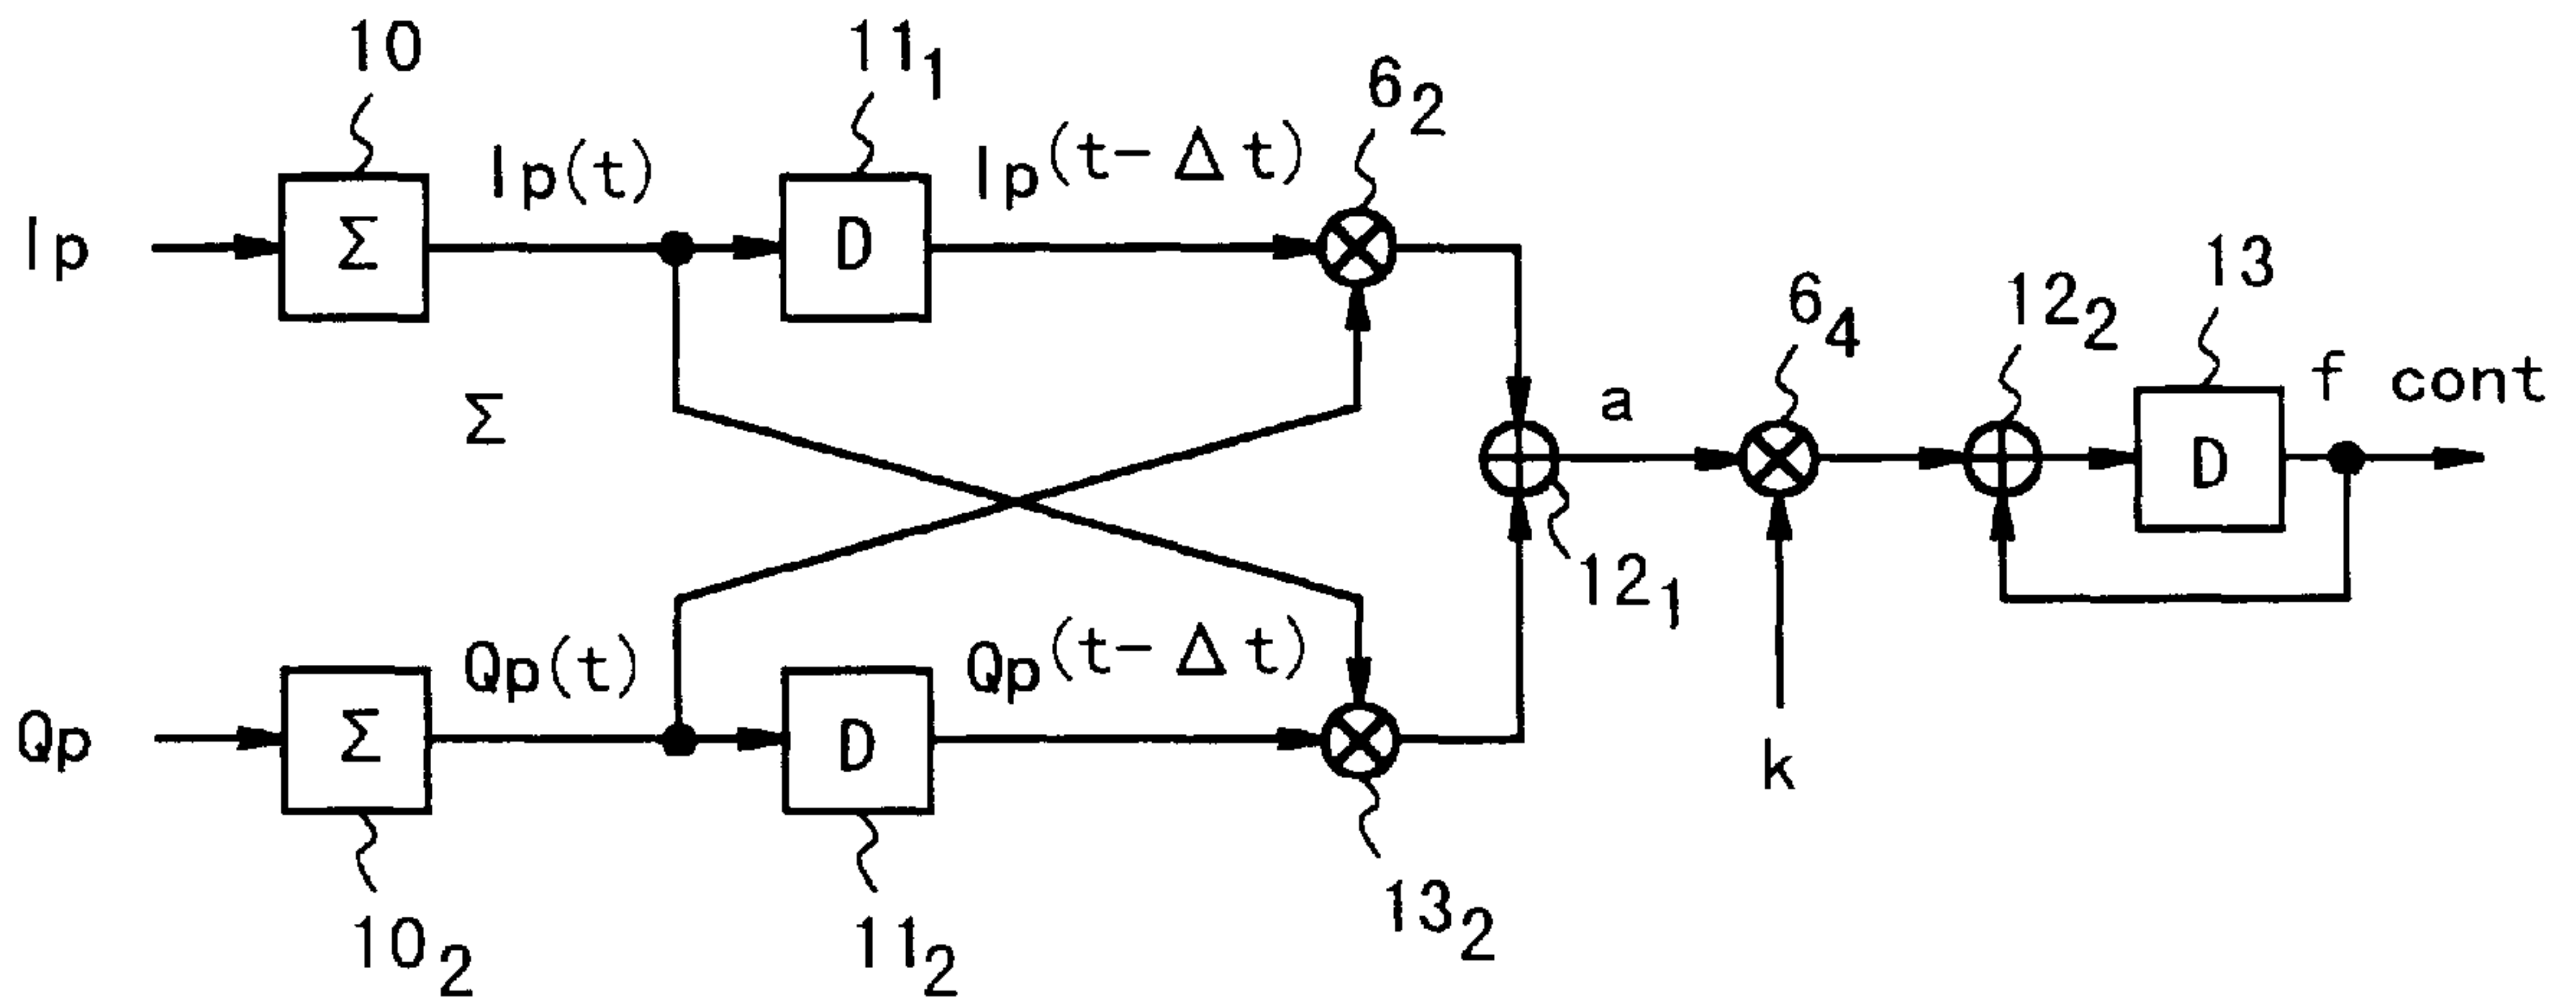 10
11₁
6₂
Ip(t)
Ip(t-Δt)
Ip
Σ
D
13
6₄
12₂
f cont
a
Σ
D
12₁
Qp(t)
Qp(t-Δt)
Qp
Σ
D
k
10₂
11₂
13₂